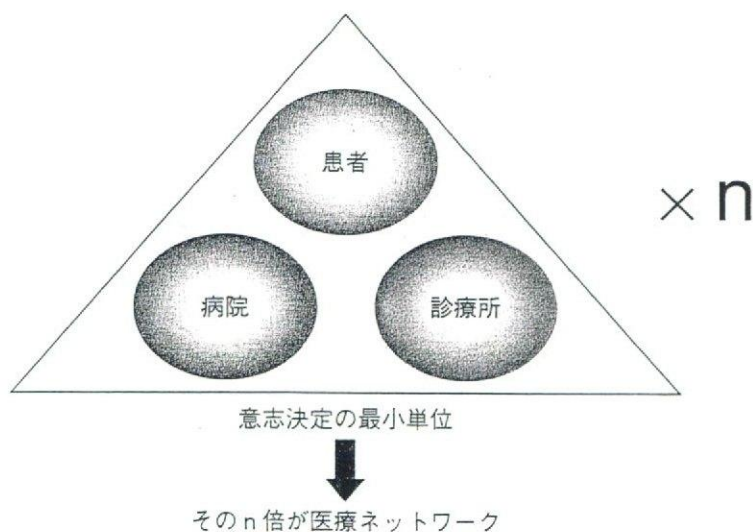 患者
× n
病院
診療所
意志決定の最小単位
そのn倍が医療ネットワーク